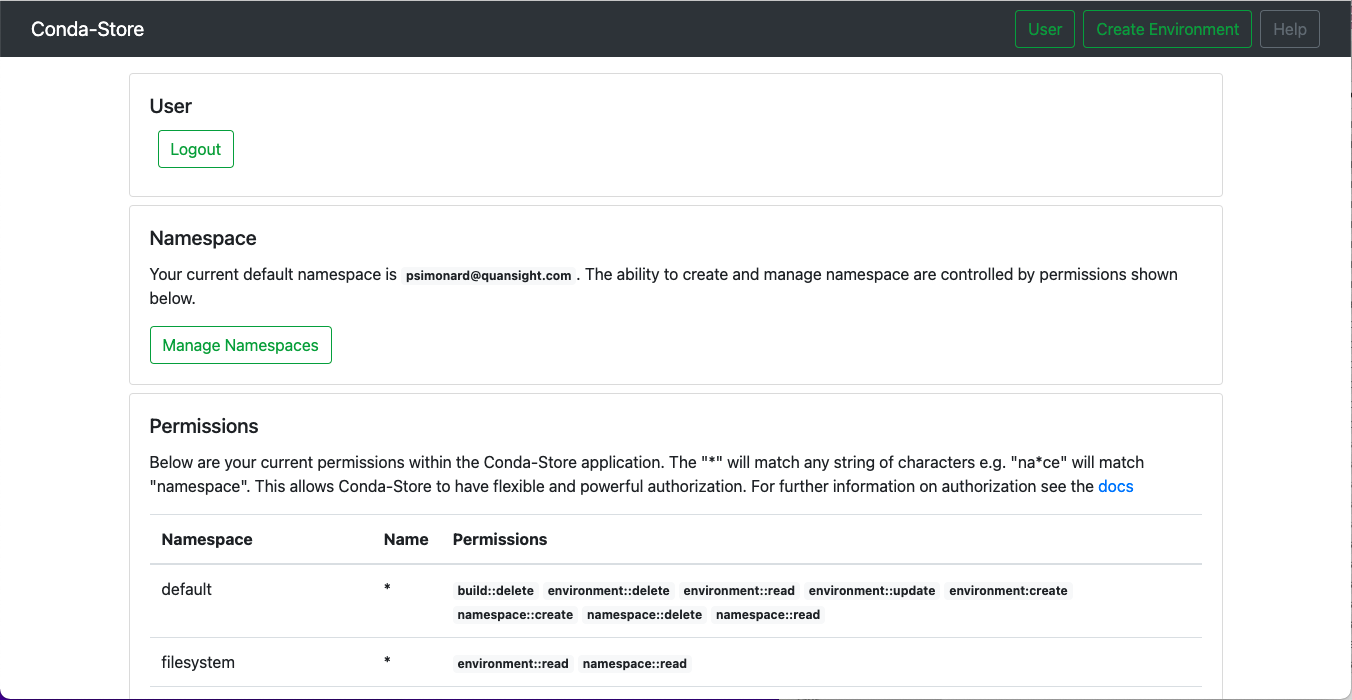 Conda-Store
User
Create Environment
Help
User
Logout
Namespace
Your current default namespace is psimonard@quansight.com . The ability to create and manage namespace are controlled by permissions shown
below.
Manage Namespaces
Permissions
Below are your current permissions within the Conda-Store application. The "*" will match any string of characters e.g. "na*ce" will match
"namespace". This allows Conda-Store to have flexible and powerful authorization. For further information on authorization see the docs
Namespace Name Permissions
default * build::delete environment::delete environment::read environment::update environment:create
namespace::create namespace::delete namespace::read
filesystem * environment::read namespace::read